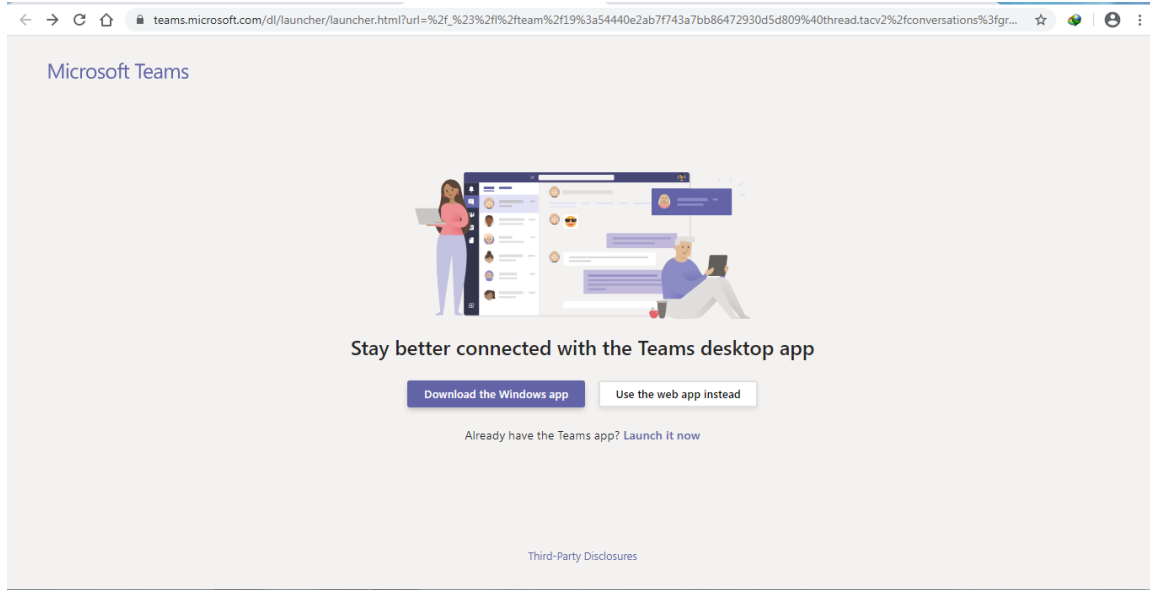 teams.microsoft.com/dl/launcher/launcher.html?url=%2f_%23%2fl%2fteam%2f19%3a54440e2ab7f743a7bb86472930d5d809%40thread.tacv2%2fconversations%3fgr...
Microsoft Teams
Stay better connected with the Teams desktop app
Download the Windows app Use the web app instead
Already have the Teams app? Launch it now
Third-Party Disclosures